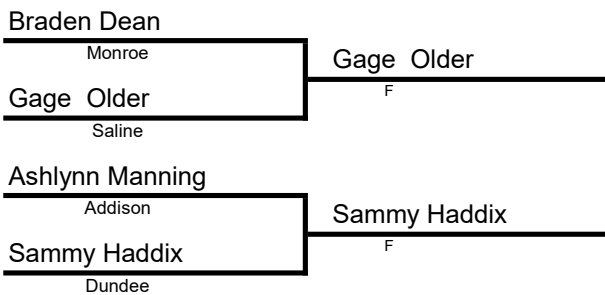 Braden Dean
Monroe
Gage  Older
F
Gage  Older
Saline
Ashlynn Manning
Addison
Sammy Haddix
F
Sammy Haddix
Dundee